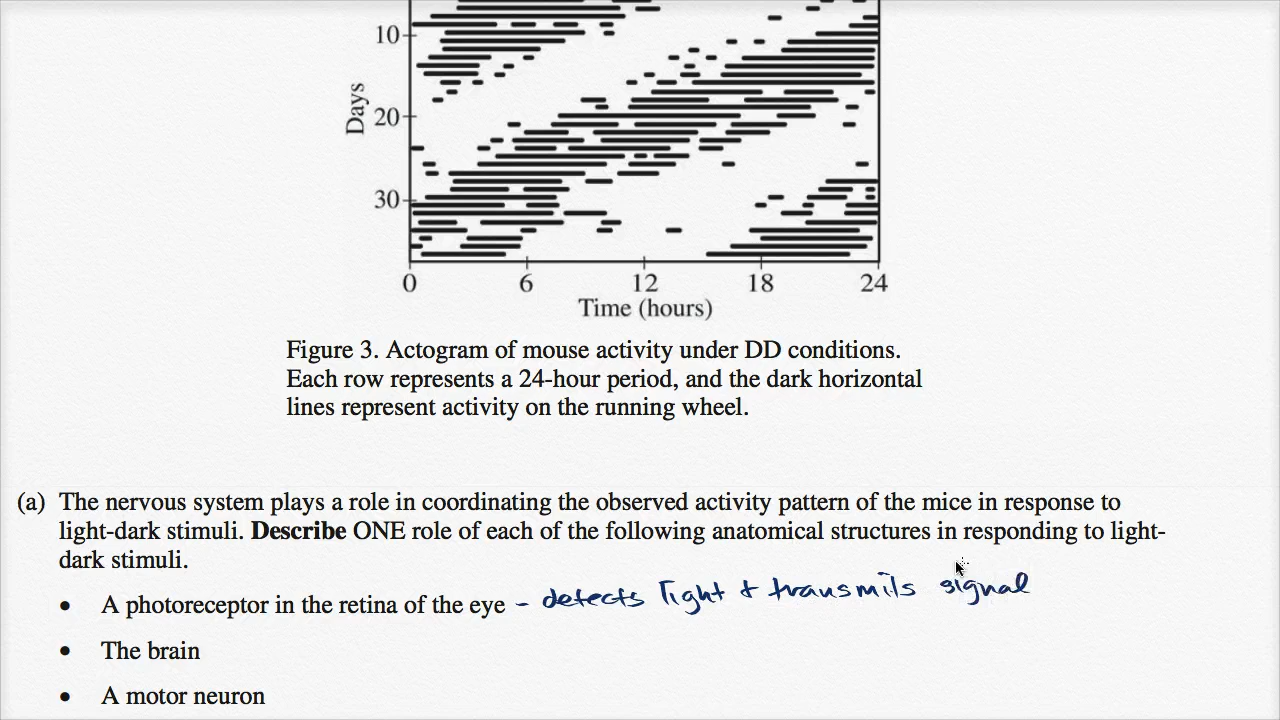 10
Days
20
30
0 6 12 18 24
Time (hours)
Figure 3. Actogram of mouse activity under DD conditions.
Each row represents a 24-hour period, and the dark horizontal
lines represent activity on the running wheel.
(a) The nervous system plays a role in coordinating the observed activity pattern of the mice in response to
light-dark stimuli. Describe ONE role of each of the following anatomical structures in responding to light-
dark stimuli.
• A photoreceptor in the retina of the eye - detects light + transmits signal
• The brain
• A motor neuron